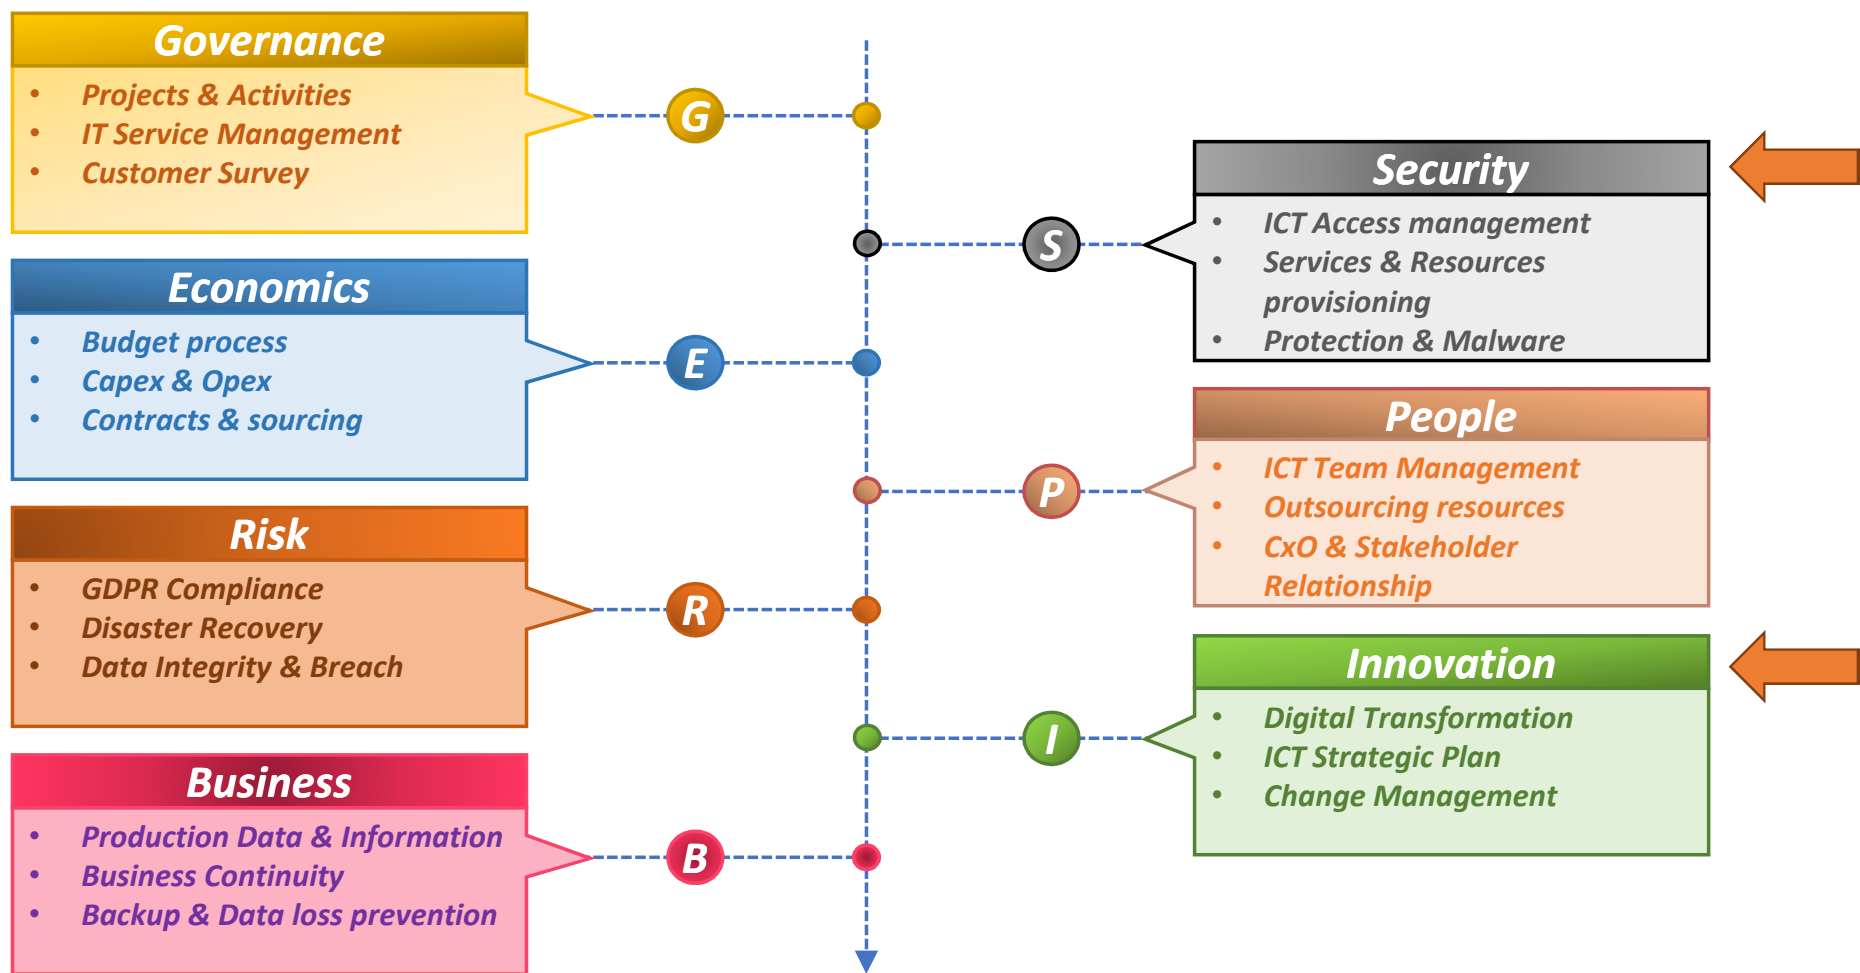 Governance
• Projects & Activities
• IT Service Management
• Customer Survey
G
Security
• ICT Access management
• Services & Resources
provisioning
• Protection & Malware
S
Economics
• Budget process
• Capex & Opex
• Contracts & sourcing
E
People
• ICT Team Management
• Outsourcing resources
• CxO & Stakeholder
Relationship
P
Risk
• GDPR Compliance
• Disaster Recovery
• Data Integrity & Breach
R
Innovation
• Digital Transformation
• ICT Strategic Plan
• Change Management
I
Business
• Production Data & Information
• Business Continuity
• Backup & Data loss prevention
B